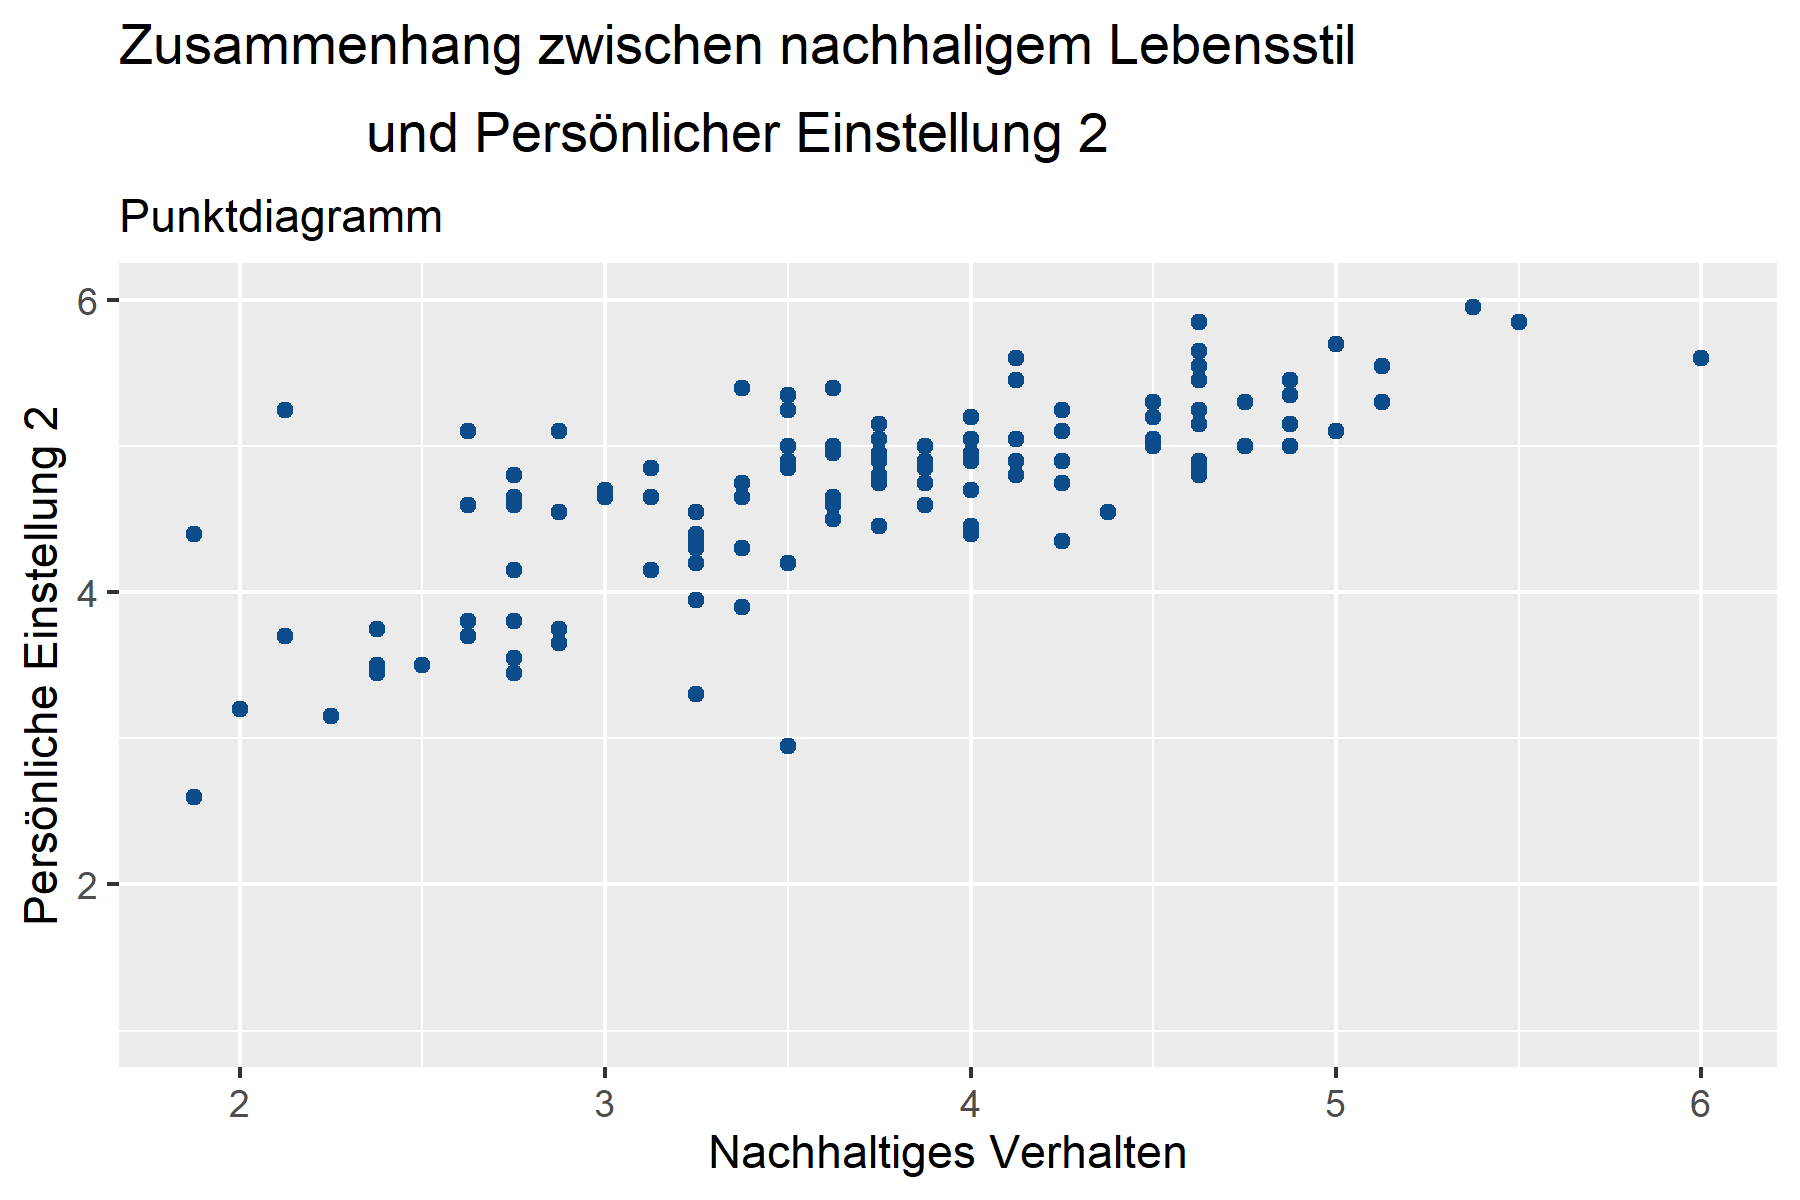 Zusammenhang zwischen nachhaligem Lebensstil
und Persönlicher Einstellung 2
Punktdiagramm
Persönliche Einstellung 2
6
4
2
2 3 4 5 6
Nachhaltiges Verhalten